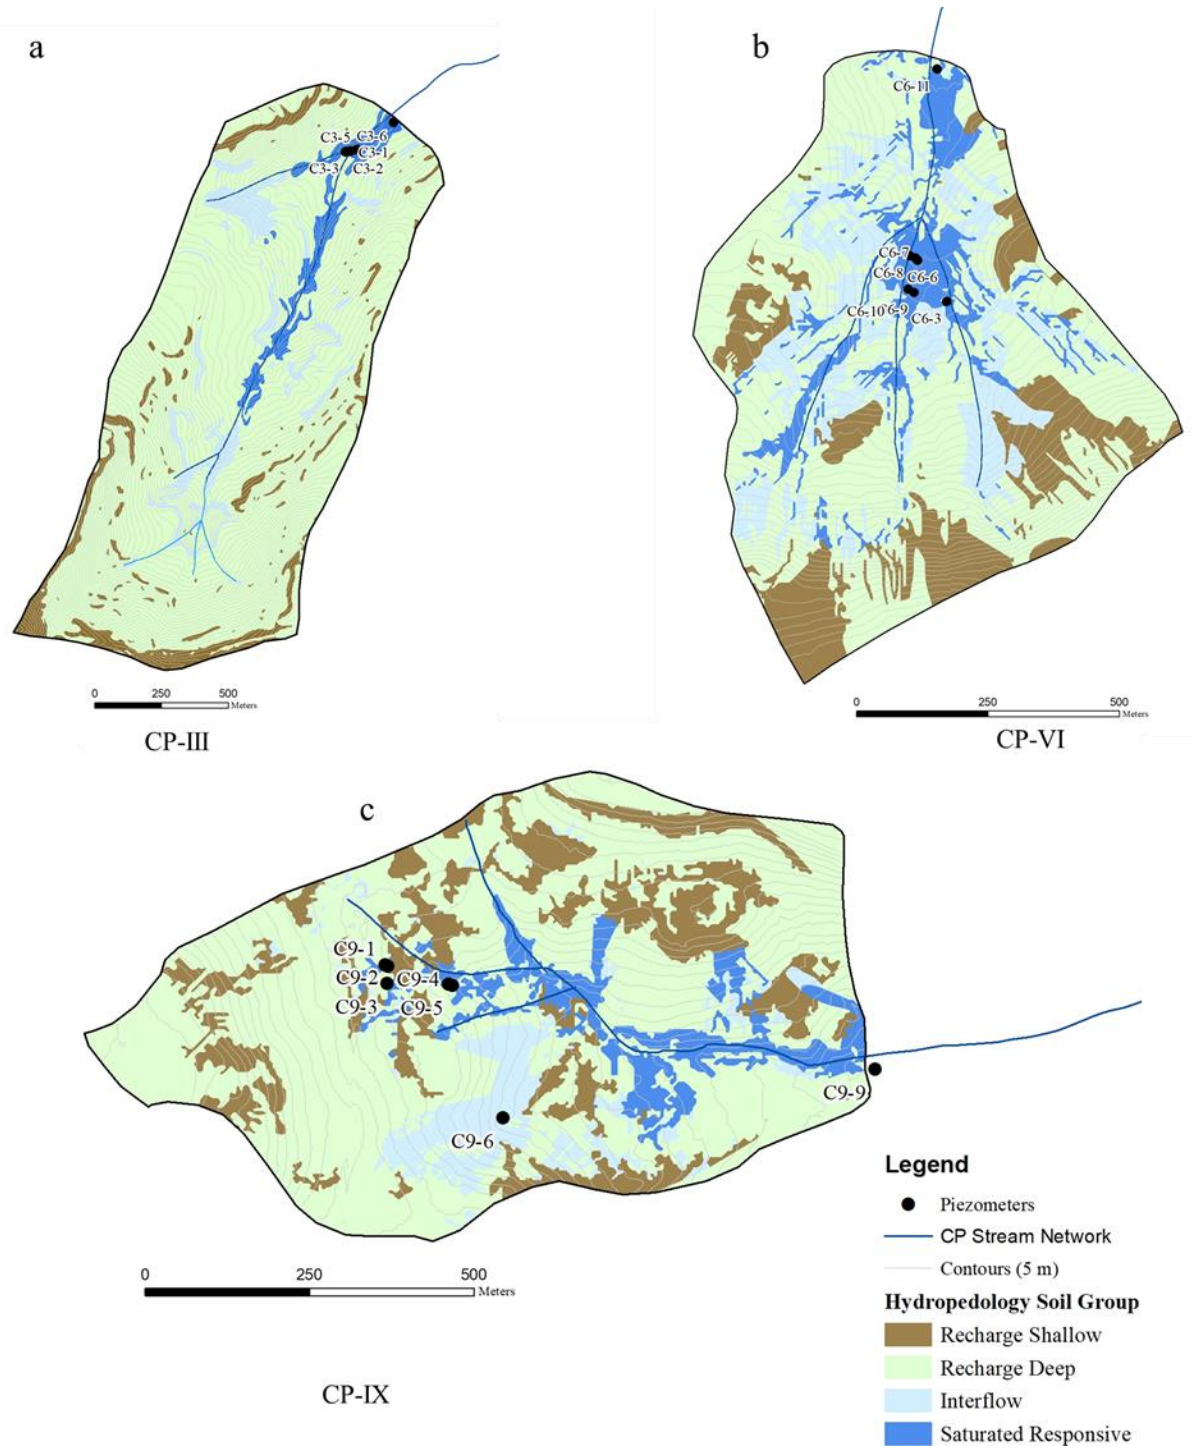 a
C3-5 C3-6
C3-1
C3-3 C3-2
0 250 500
Meters
CP-III
b
C6-11
C6-7
C6-8 C6-6
C6-10 C6-9 C6-3
0 250 500
Meters
CP-VI
c
C9-1
C9-2 C9-4
C9-3 C9-5
C9-6
C9-9
0 250 500
Meters
CP-IX
Legend
Piezometers
CP Stream Network
Contours (5 m)
Hydropedology Soil Group
Recharge Shallow
Recharge Deep
Interflow
Saturated Responsive